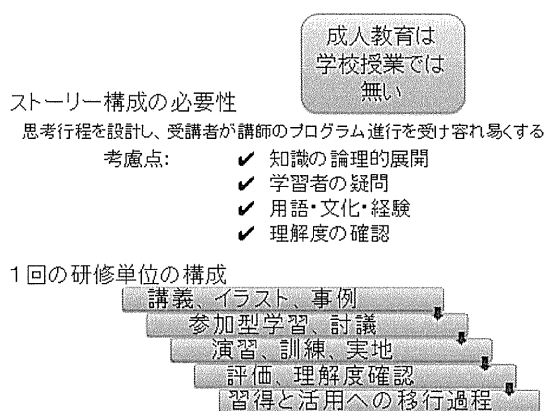 成人教育は
学校授業では
無い
ストーリー構成の必要性
思考行程を設計し、受講者が講師のプログラム進行を受け容れ易くする
考慮点:
✔ 知識の論理的展開
✔ 学習者の疑問
✔ 用語・文化・経験
✔ 理解度の確認
1回の研修単位の構成
講義、イラスト、事例
参加型学習、討議
演習、訓練、実地
評価、理解度確認
習得と活用への移行過程